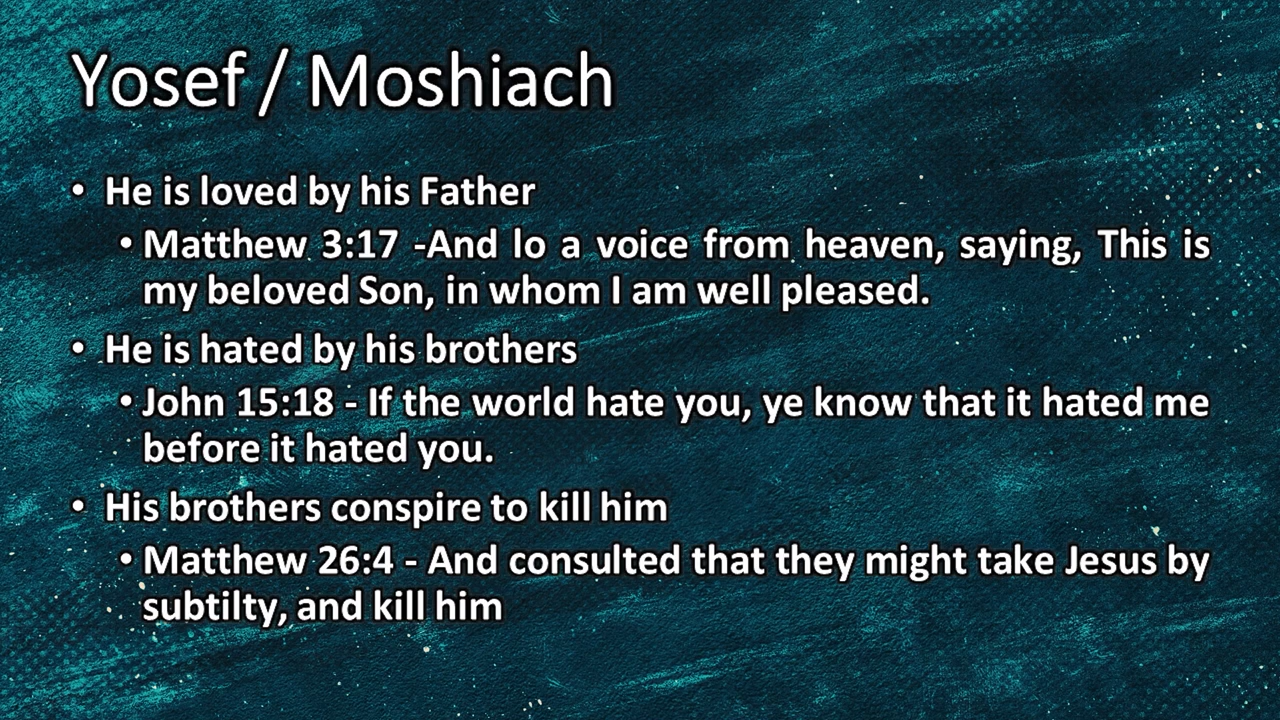 Yosef / Moshiach
• He is loved by his Father
• Matthew 3:17 -And lo a voice from heaven, saying, This is
my beloved Son, in whom I am well pleased.
• He is hated by his brothers
• John 15:18 - If the world hate you, ye know that it hated me
before it hated you.
• His brothers conspire to kill him
• Matthew 26:4 - And consulted that they might take Jesus by
subtilty, and kill him